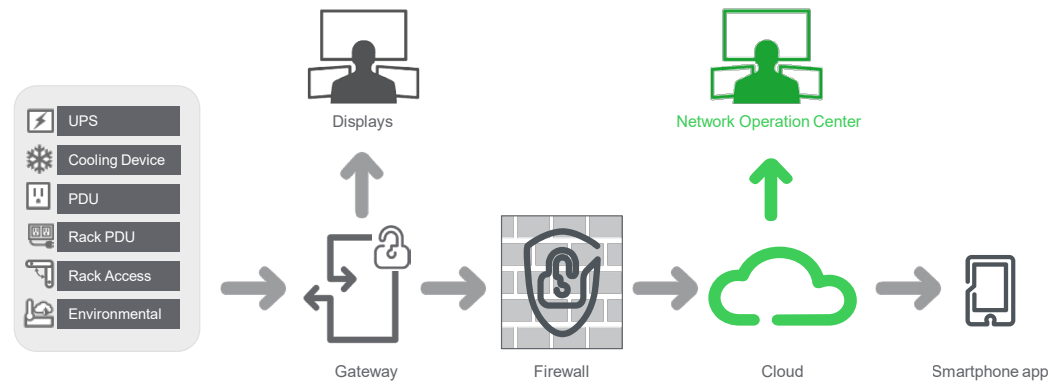 UPS
Cooling Device
PDU
Rack PDU
Rack Access
Environmental
Displays
Network Operation Center
Gateway
Firewall
Cloud
Smartphone app